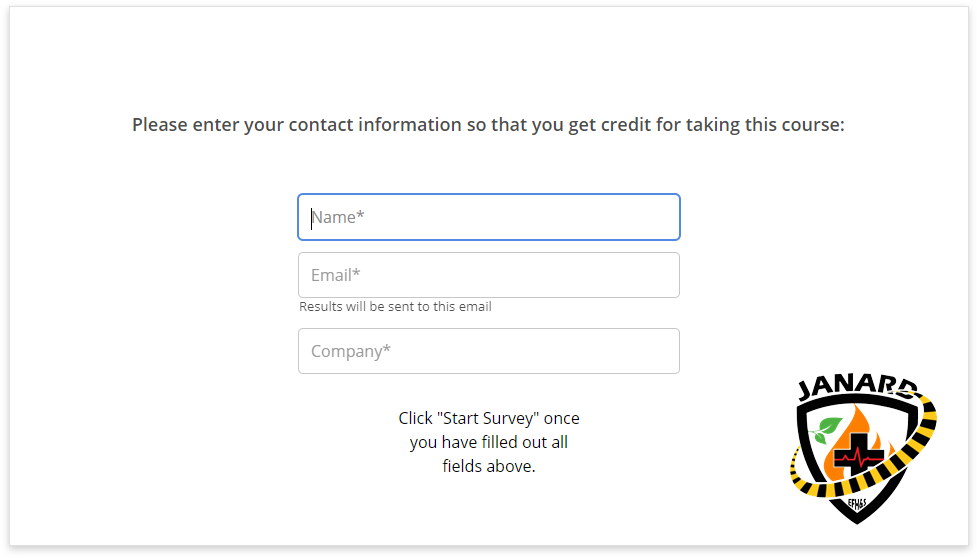 Please enter your contact information so that you get credit for taking this course:
Name*
Email*
Results will be sent to this email
Company*
Click "Start Survey" once
you have filled out all
fields above.
JANARD